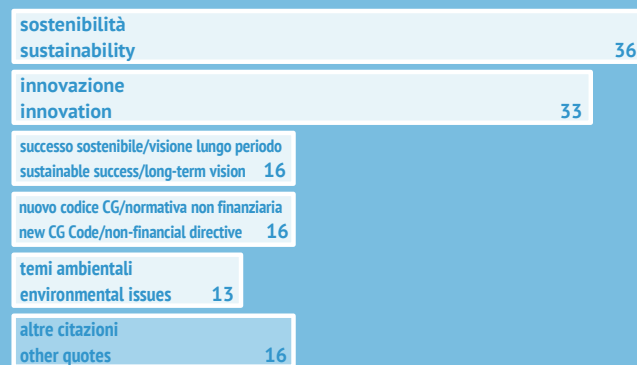 sostenibilità
sustainability 36
innovazione
innovation 33
successo sostenibile/visione lungo periodo
sustainable success/long-term vision 16
nuovo codice CG/normativa non finanziaria
new CG Code/non-financial directive 16
temi ambientali
environmental issues 13
altre citazioni
other quotes 16